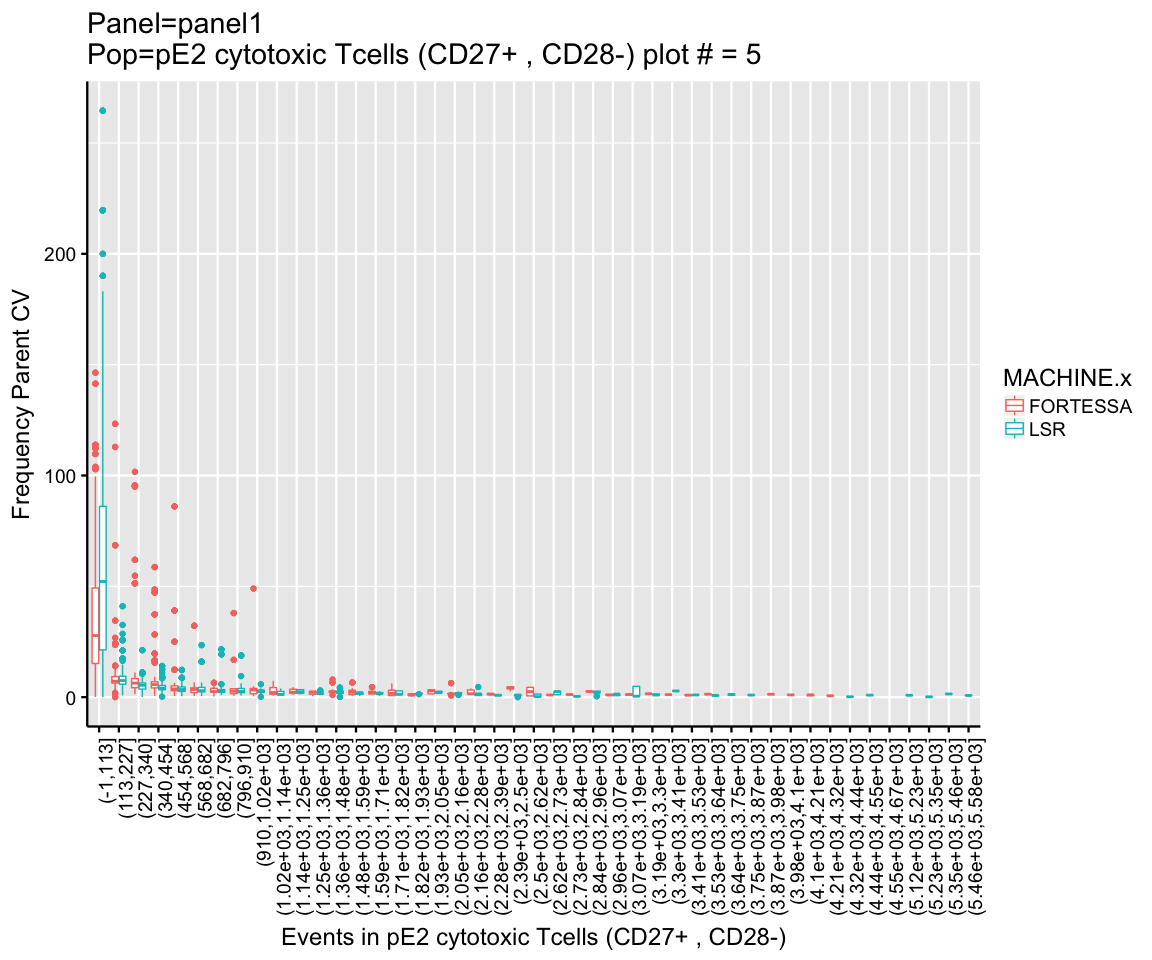 Panel=panel1
Pop=pE2 cytotoxic Tcells (CD27+ , CD28-) plot # = 5
Frequency Parent CV
200
100
0
MACHINE.x
FORTESSA
LSR
(-1,113]
(113,227]
(227,340]
(340,454]
(454,568]
(568,682]
(682,796]
(796,910]
(910,1.02e+03]
(1.02e+03,1.14e+03]
(1.14e+03,1.25e+03]
(1.25e+03,1.36e+03]
(1.36e+03,1.48e+03]
(1.48e+03,1.59e+03]
(1.59e+03,1.71e+03]
(1.71e+03,1.82e+03]
(1.82e+03,1.93e+03]
(1.93e+03,2.05e+03]
(2.05e+03,2.16e+03]
(2.16e+03,2.28e+03]
(2.28e+03,2.39e+03]
(2.39e+03,2.5e+03]
(2.5e+03,2.62e+03]
(2.62e+03,2.73e+03]
(2.73e+03,2.84e+03]
(2.84e+03,2.96e+03]
(2.96e+03,3.07e+03]
(3.07e+03,3.19e+03]
(3.19e+03,3.3e+03]
(3.3e+03,3.41e+03]
(3.41e+03,3.53e+03]
(3.53e+03,3.64e+03]
(3.64e+03,3.75e+03]
(3.75e+03,3.87e+03]
(3.87e+03,3.98e+03]
(3.98e+03,4.1e+03]
(4.1e+03,4.21e+03]
(4.21e+03,4.32e+03]
(4.32e+03,4.44e+03]
(4.44e+03,4.55e+03]
(4.55e+03,4.67e+03]
(5.12e+03,5.23e+03]
(5.23e+03,5.35e+03]
(5.35e+03,5.46e+03]
(5.46e+03,5.58e+03]
Events in pE2 cytotoxic Tcells (CD27+ , CD28-)